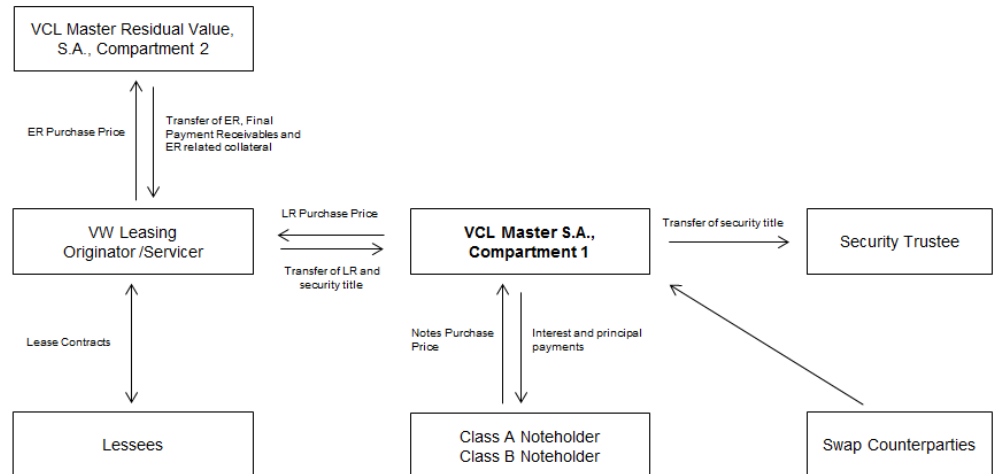 VCL Master Residual Value,
S.A., Compartment 2
ER Purchase Price
Transfer of ER, Final
Payment Receivables and
ER related collateral
VW Leasing
Originator /Servicer
LR Purchase Price
Transfer of LR and
security title
VCL Master S.A.,
Compartment 1
Transfer of security title
Security Trustee
Lease Contracts
Notes Purchase
Price
Interest and principal
payments
Lessees
Class A Noteholder
Class B Noteholder
Swap Counterparties